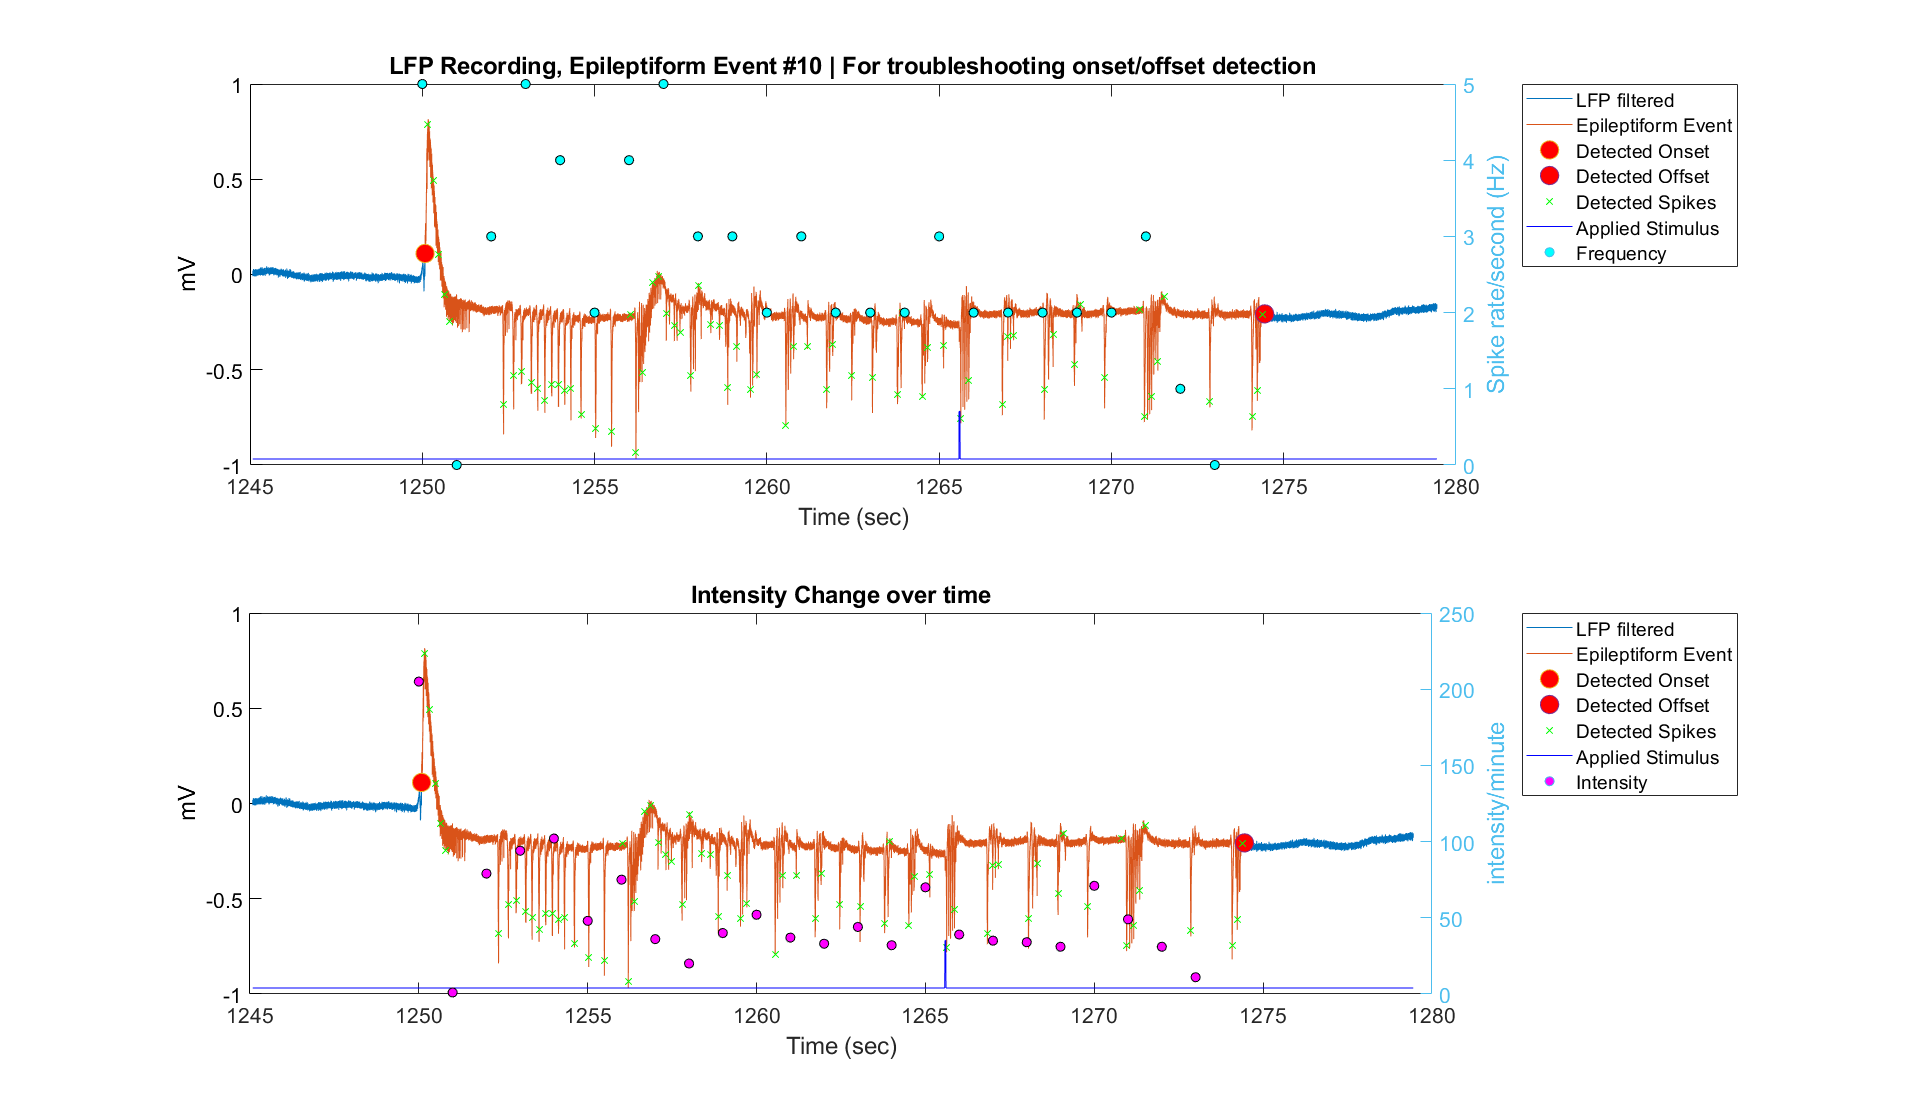 LFP Recording, Epileptiform Event #10 | For troubleshooting onset/offset detection
1
0.5
0
-0.5
-1
mV
5
4
3
2
1
0
Spike rate/second (Hz)
1245 1250 1255 1260 1265 1270 1275 1280
Time (sec)
LFP filtered
Epileptiform Event
Detected Onset
Detected Offset
Detected Spikes
Applied Stimulus
Frequency
Intensity Change over time
1
0.5
0
-0.5
-1
mV
250
200
150
100
50
0
intensity/minute
1245 1250 1255 1260 1265 1270 1275 1280
Time (sec)
LFP filtered
Epileptiform Event
Detected Onset
Detected Offset
Detected Spikes
Applied Stimulus
Intensity